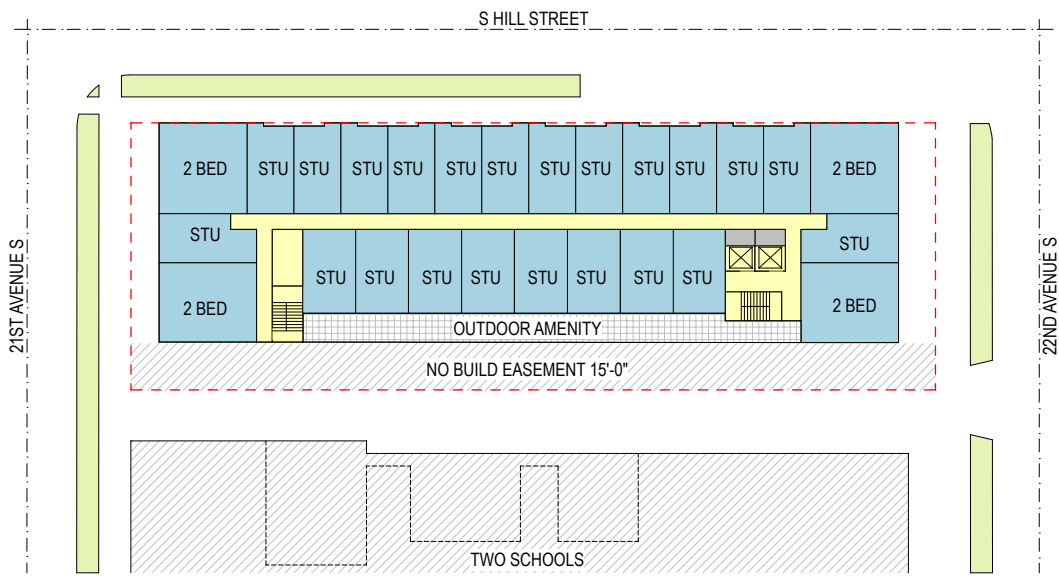 S HILL STREET
2 BED
STU
STU
STU
STU
STU
STU
STU
STU
STU
STU
STU
STU
2 BED
STU
STU
21ST AVENUE S
22ND AVENUE S
STU
STU
STU
STU
STU
STU
STU
STU
2 BED
2 BED
OUTDOOR AMENITY
NO BUILD EASEMENT 15'-0"
TWO SCHOOLS